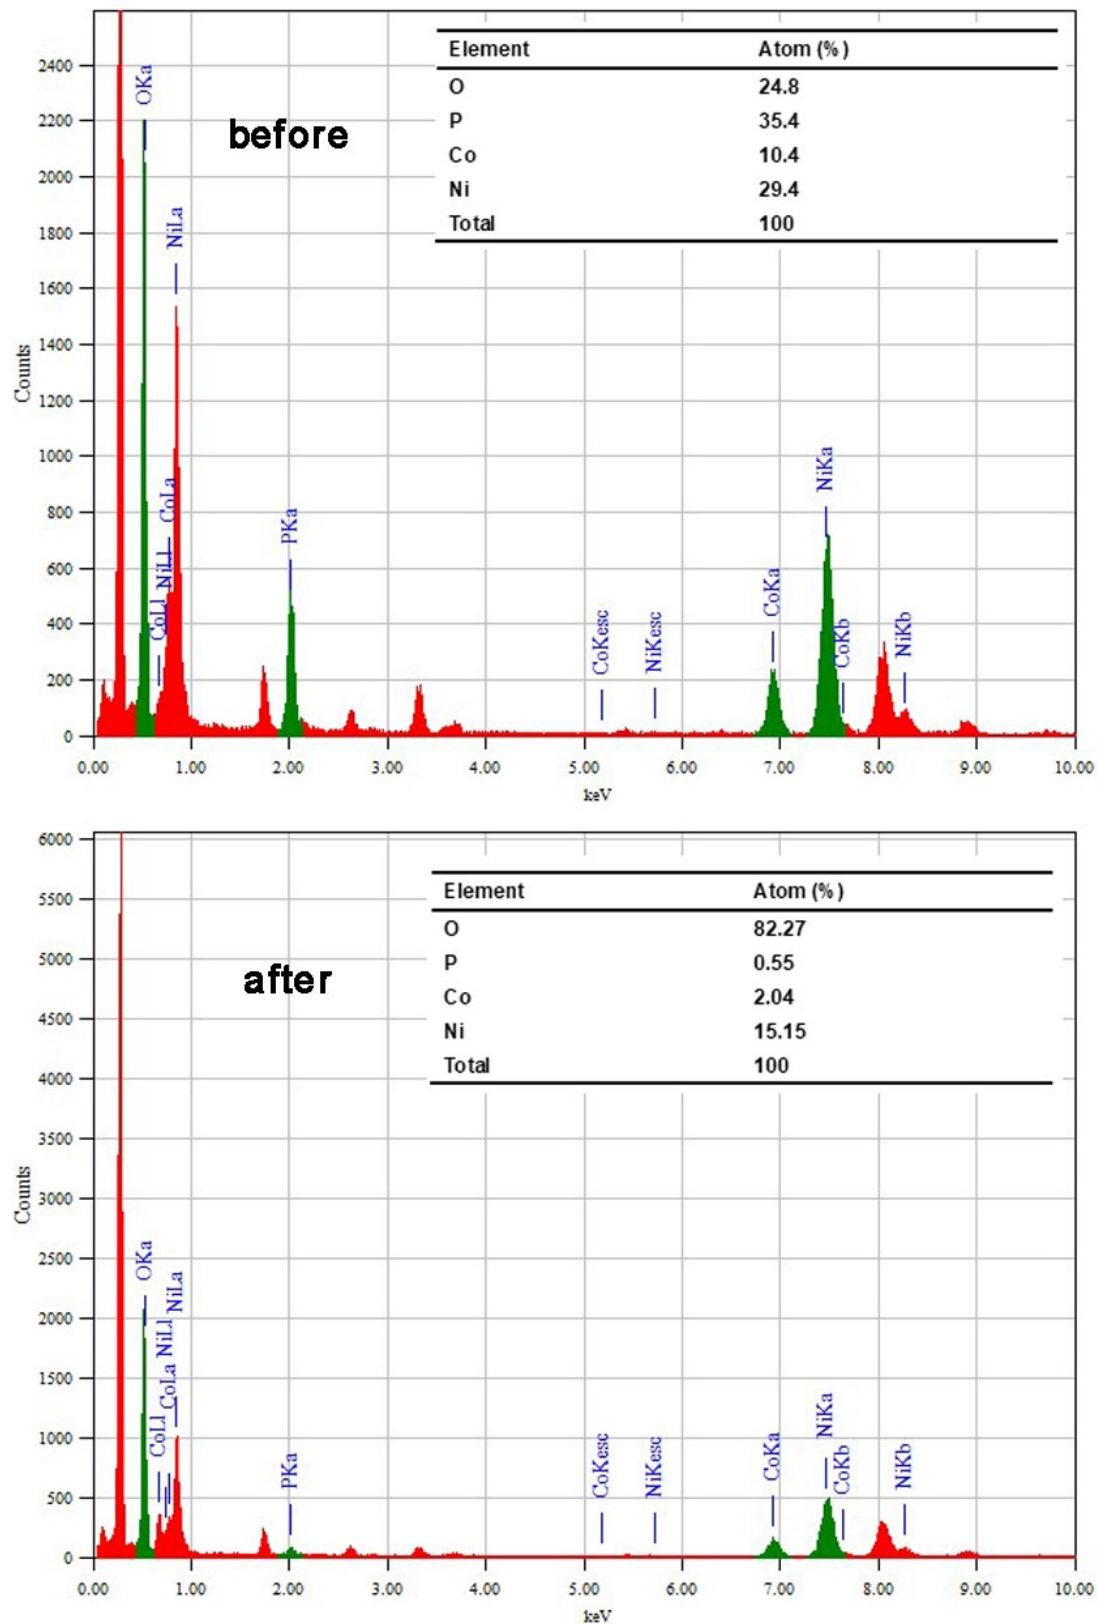 Element Atom (%)
O 24.8
P 35.4
Co 10.4
Ni 29.4
Total 100
before
2400
2200
2000
1800
1600
1400
1200
1000
800
600
400
200
0
Counts
OKa
CoLl
NiLl
CoLa
NiLa
PKa
CoKesc
NiKesc
CoKa
NiKa
CoKb
NiKb
0.00 1.00 2.00 3.00 4.00 5.00 6.00 7.00 8.00 9.00 10.00
keV
Element Atom (%)
O 82.27
P 0.55
Co 2.04
Ni 15.15
Total 100
after
6000
5500
5000
4500
4000
3500
3000
2500
2000
1500
1000
500
0
Counts
OKa
CoLl
NiLl
CoLa
NiLa
PKa
CoKesc
NiKesc
CoKa
NiKa
CoKb
NiKb
0.00 1.00 2.00 3.00 4.00 5.00 6.00 7.00 8.00 9.00 10.00
keV